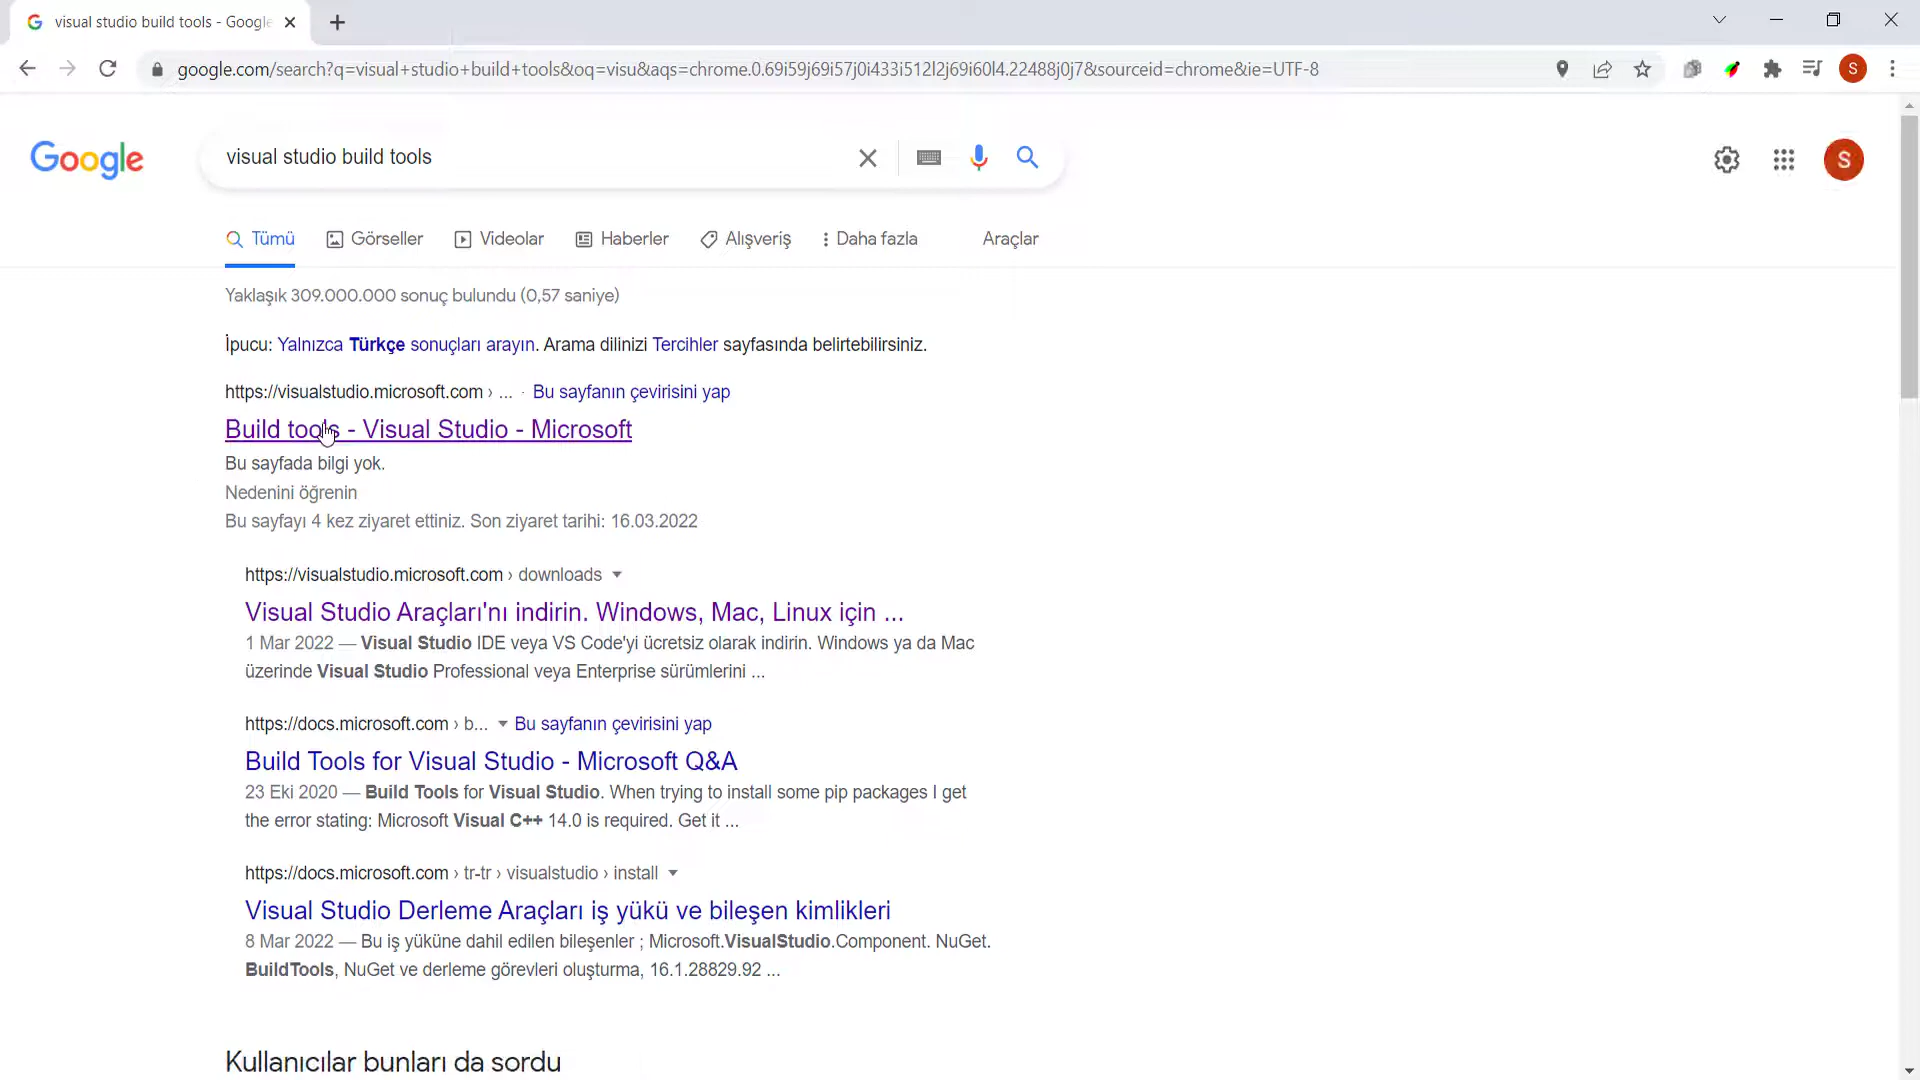 visual studio build tools - Google
google.com/search?q=visual+studio+build+tools&oq=visu&aqs=chrome.0.69i59j69i57j0i433i512l2j69i60l4.22488j0j7&sourceid=chrome&ie=UTF-8
S
Google
visual studio build tools
S
Tümü
Görseller
Videolar
Haberler
Alışveriş
Daha fazla
Araçlar
Yaklaşık 309.000.000 sonuç bulundu (0,57 saniye)
İpucu: Yalnızca Türkçe sonuçları arayın. Arama dilinizi Tercihler sayfasında belirtebilirsiniz.
https://visualstudio.microsoft.com › ... · Bu sayfanın çevirisini yap
Build tools - Visual Studio - Microsoft
Bu sayfada bilgi yok.
Nedenini öğrenin
Bu sayfayı 4 kez ziyaret ettiniz. Son ziyaret tarihi: 16.03.2022
https://visualstudio.microsoft.com › downloads
Visual Studio Araçları'nı indirin. Windows, Mac, Linux için ...
1 Mar 2022 — Visual Studio IDE veya VS Code'yi ücretsiz olarak indirin. Windows ya da Mac
üzerinde Visual Studio Professional veya Enterprise sürümlerini ...
https://docs.microsoft.com › b... Bu sayfanın çevirisini yap
Build Tools for Visual Studio - Microsoft Q&A
23 Eki 2020 — Build Tools for Visual Studio. When trying to install some pip packages I get
the error stating: Microsoft Visual C++ 14.0 is required. Get it ...
https://docs.microsoft.com › tr-tr › visualstudio › install
Visual Studio Derleme Araçları iş yükü ve bileşen kimlikleri
8 Mar 2022 — Bu iş yüküne dahil edilen bileşenler ; Microsoft.VisualStudio.Component. NuGet.
BuildTools, NuGet ve derleme görevleri oluşturma, 16.1.28829.92 ...
Kullanıcılar bunları da sordu